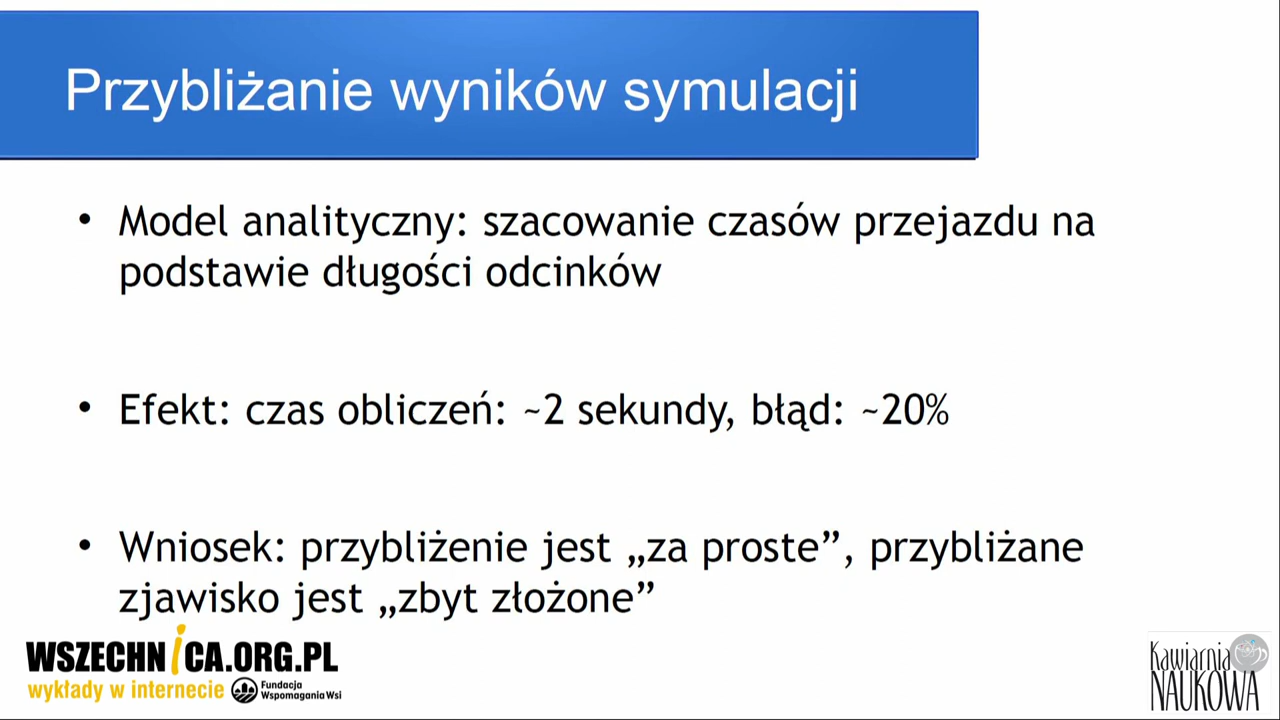 Przybliżanie wyników symulacji
• Model analityczny: szacowanie czasów przejazdu na
podstawie długości odcinków
• Efekt: czas obliczeń: ~2 sekundy, błąd: ~20%
• Wniosek: przybliżenie jest „za proste”, przybliżane
zjawisko jest „zbyt złożone”
WSZECHNiCA.ORG.PL
wykłady w internecie
Fundacja
Wspomagania Wsi
Kawiarnia
NAUKOWA